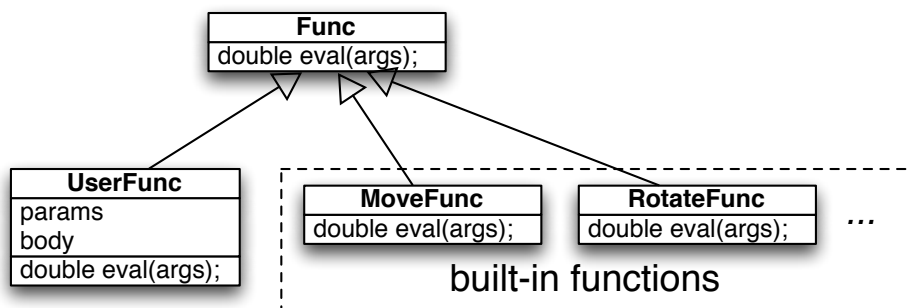 Func
double eval(args);
UserFunc
params
body
double eval(args);
MoveFunc
double eval(args);
RotateFunc
double eval(args);
...
built-in functions